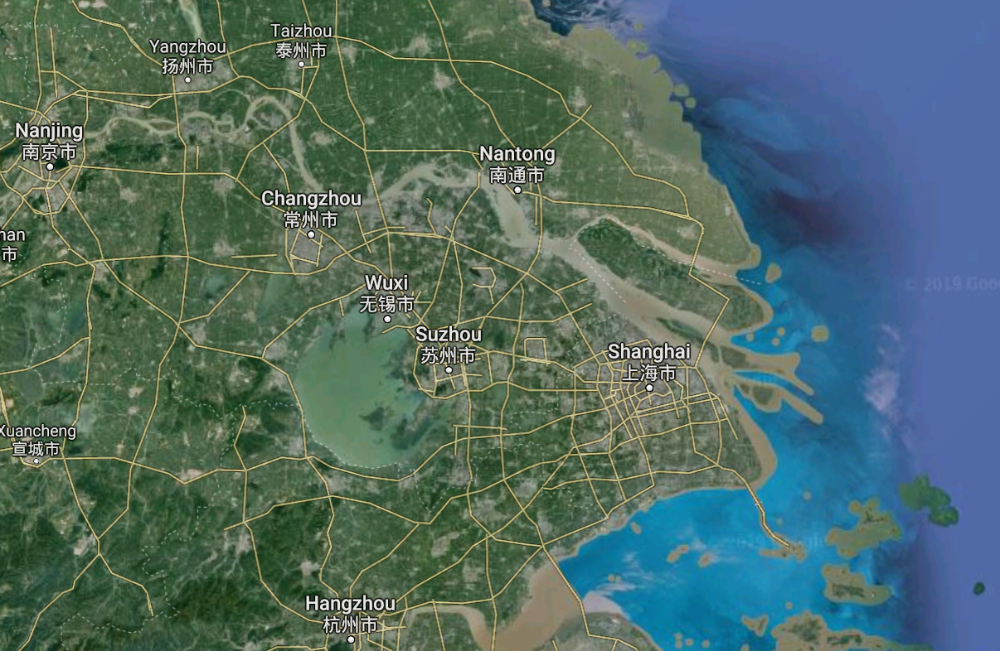 Taizhou
泰州市
Yangzhou
扬州市
Nanjing
南京市
Nantong
南通市
Changzhou
常州市
市
Wuxi
无锡市
Suzhou
苏州市
Shanghai
上海市
Xuancheng
宣城市
Hangzhou
杭州市
© 2019